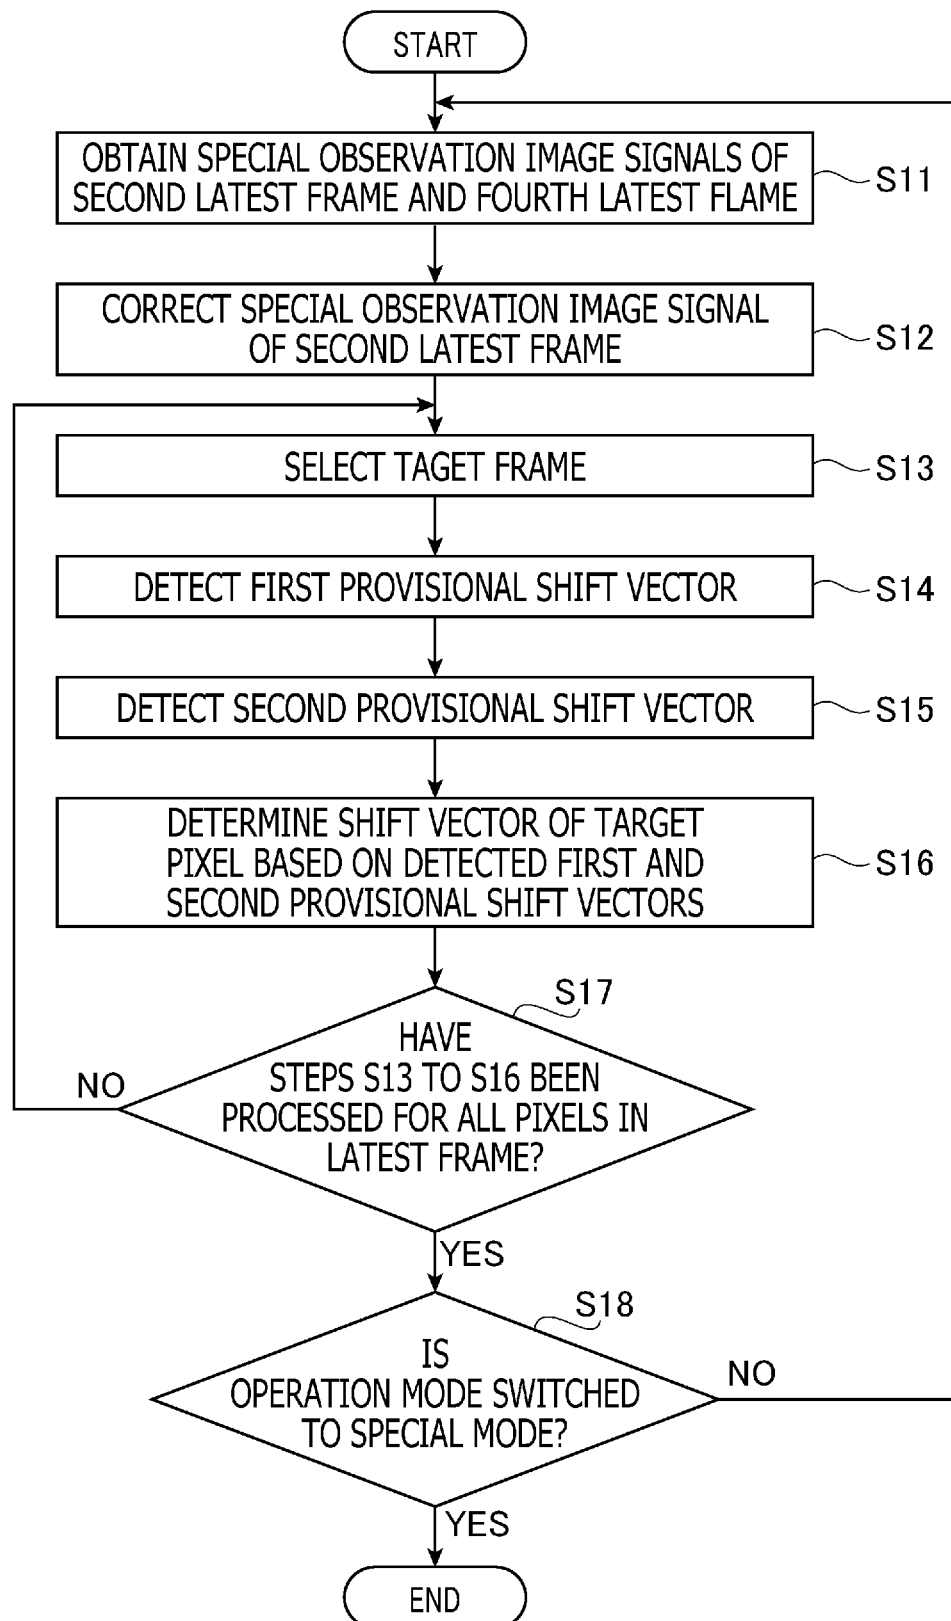 START
OBTAIN SPECIAL OBSERVATION IMAGE SIGNALS OF
SECOND LATEST FRAME AND FOURTH LATEST FLAME
S11
CORRECT SPECIAL OBSERVATION IMAGE SIGNAL
OF SECOND LATEST FRAME
S12
SELECT TAGET FRAME
S13
DETECT FIRST PROVISIONAL SHIFT VECTOR
S14
DETECT SECOND PROVISIONAL SHIFT VECTOR
S15
DETERMINE SHIFT VECTOR OF TARGET
PIXEL BASED ON DETECTED FIRST AND
SECOND PROVISIONAL SHIFT VECTORS
S16
S17
HAVE
STEPS S13 TO S16 BEEN
PROCESSED FOR ALL PIXELS IN
LATEST FRAME?
NO
YES
S18
IS
OPERATION MODE SWITCHED
TO SPECIAL MODE?
NO
YES
END